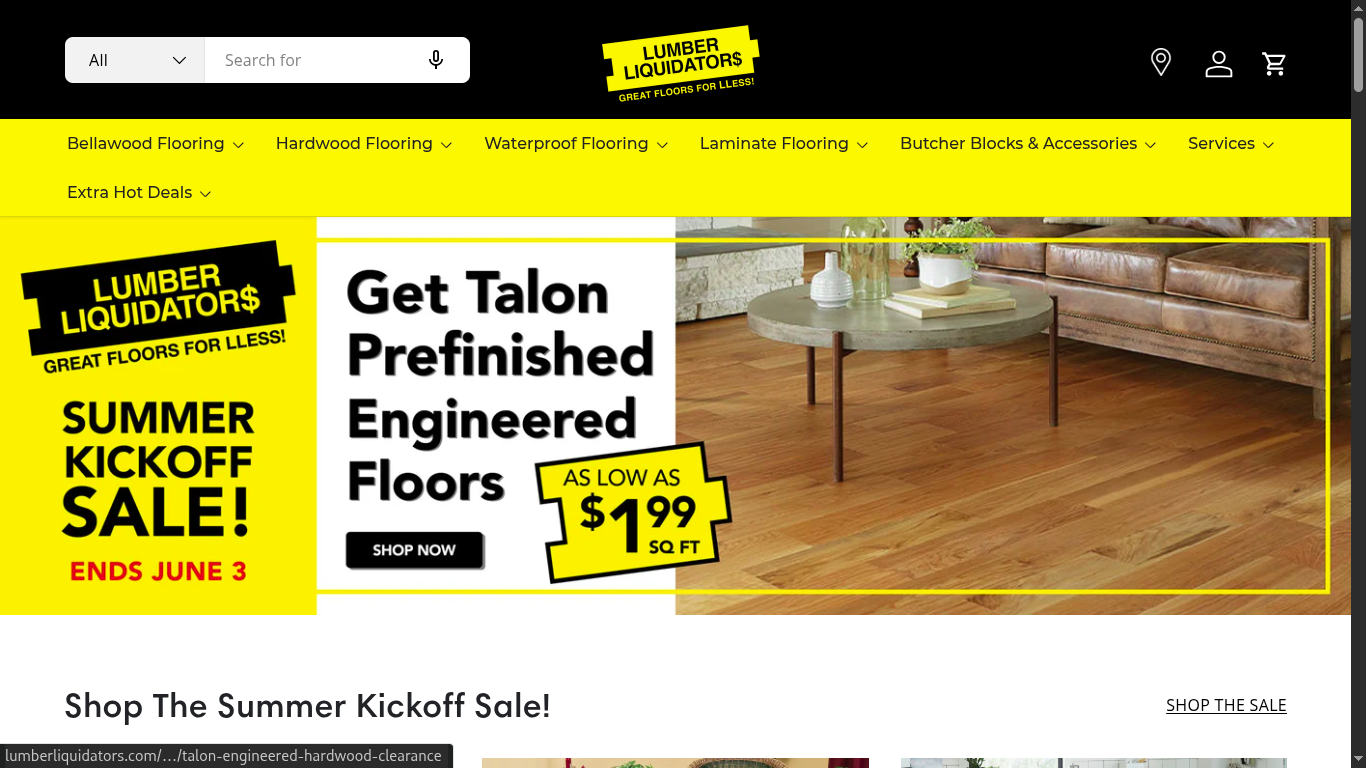 All
Search for
LUMBER
LIQUIDATOR$
GREAT FLOORS FOR LLESS!
Bellawood Flooring
Hardwood Flooring
Waterproof Flooring
Laminate Flooring
Butcher Blocks & Accessories
Services
Extra Hot Deals
LUMBER
LIQUIDATOR$
GREAT FLOORS FOR LLESS!
SUMMER
KICKOFF
SALE!
ENDS JUNE 3
Get Talon
Prefinished
Engineered
Floors
SHOP NOW
AS LOW AS
$1 99
SQ FT
Shop The Summer Kickoff Sale!
SHOP THE SALE
lumberliquidators.com/…/talon-engineered-hardwood-clearance